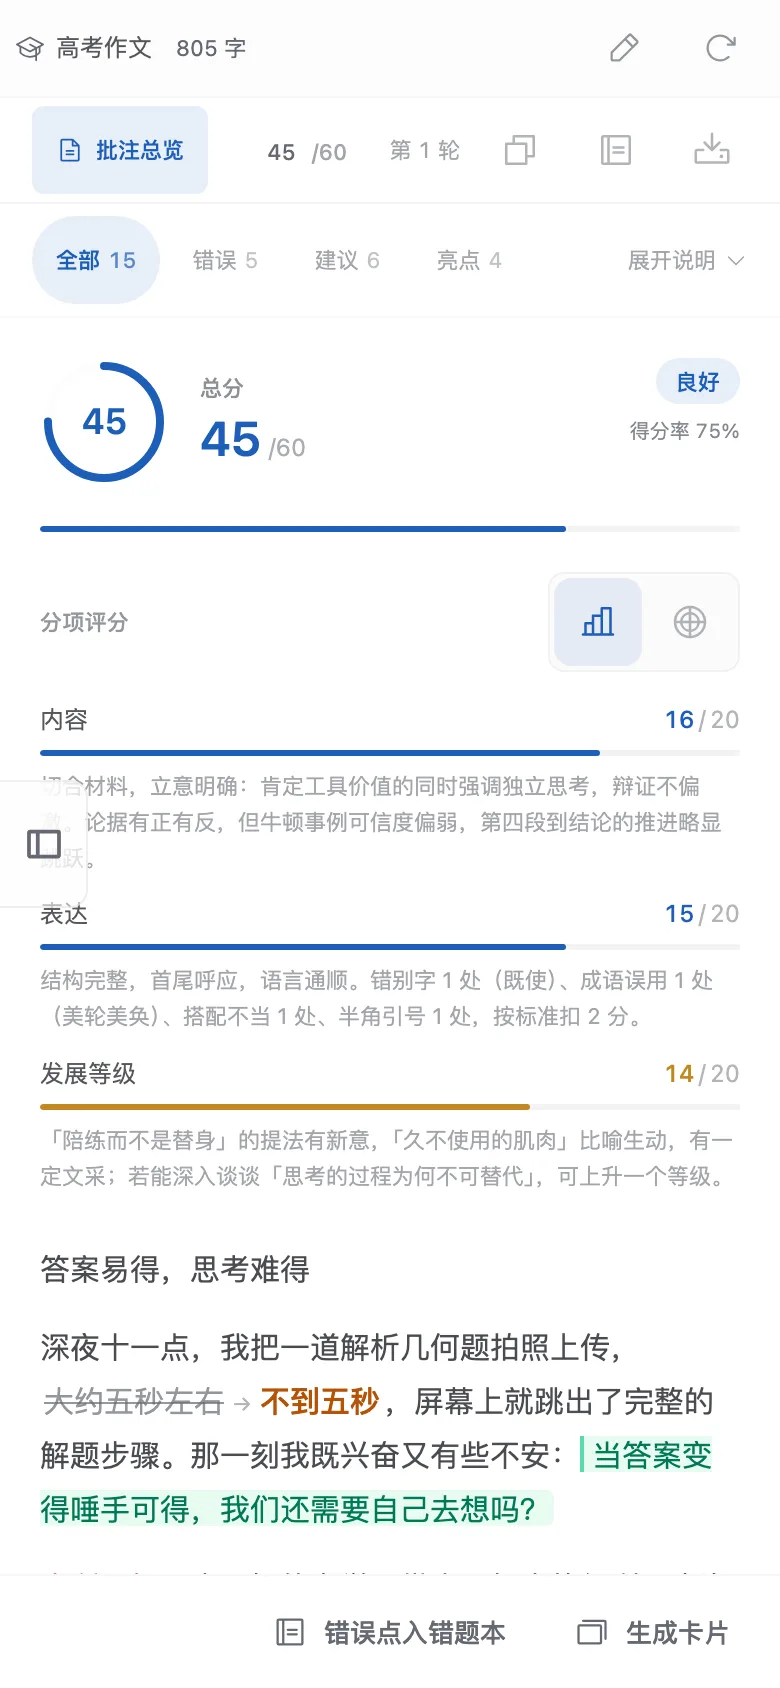 高考作文 805 字
批注总览 45 /60 第 1 轮
全部 15 错误 5 建议 6 亮点 4 展开说明
45
总分
45 /60
良好
得分率 75%
分项评分
内容 16/20
切合材料，立意明确：肯定工具价值的同时强调独立思考，辩证不偏
激。论据有正有反，但牛顿事例可信度偏弱，第四段到结论的推进略显
跳跃。
表达 15/20
结构完整，首尾呼应，语言通顺。错别字 1 处（既使）、成语误用 1 处
（美轮美奂）、搭配不当 1 处、半角引号 1 处，按标准扣 2 分。
发展等级 14/20
「陪练而不是替身」的提法有新意，「久不使用的肌肉」比喻生动，有一
定文采；若能深入谈谈「思考的过程为何不可替代」，可上升一个等级。
答案易得，思考难得
深夜十一点，我把一道解析几何题拍照上传，
大约五秒左右 → 不到五秒，屏幕上就跳出了完整的
解题步骤。那一刻我既兴奋又有些不安：当答案变
得唾手可得，我们还需要自己去想吗？
错误点入错题本 生成卡片